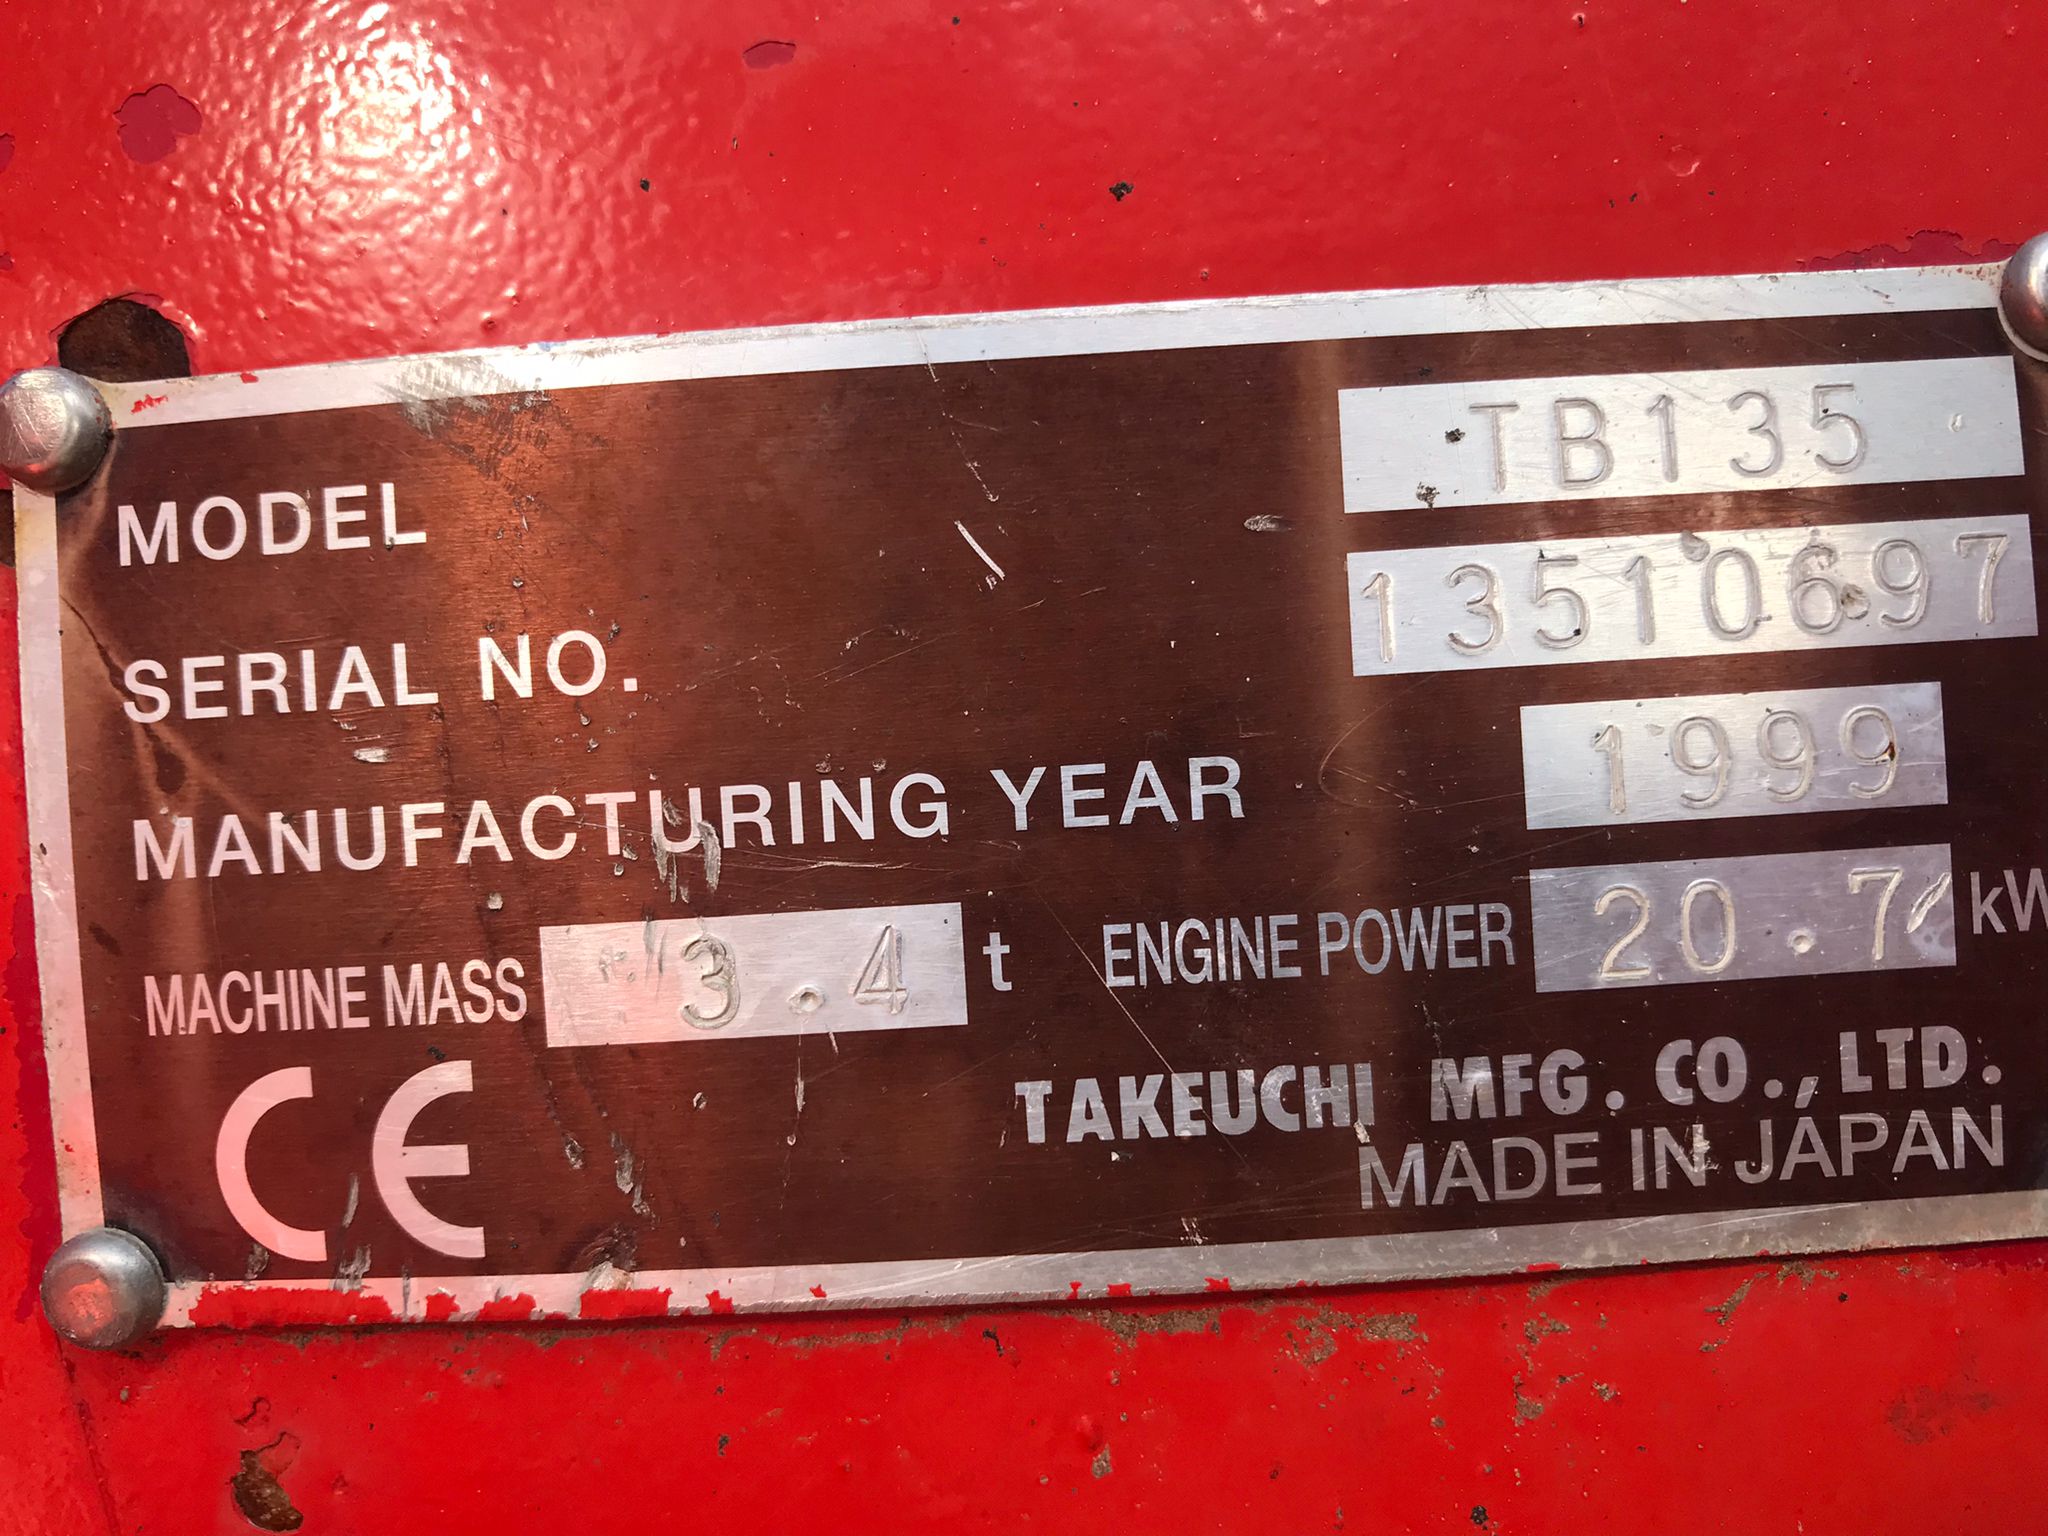 MODEL TB135
SERIAL NO. 13510697
MANUFACTURING YEAR 1999
MACHINE MASS 3.4 t ENGINE POWER 20.7 kW
CE TAKEUCHI MFG. CO., LTD.
MADE IN JAPAN